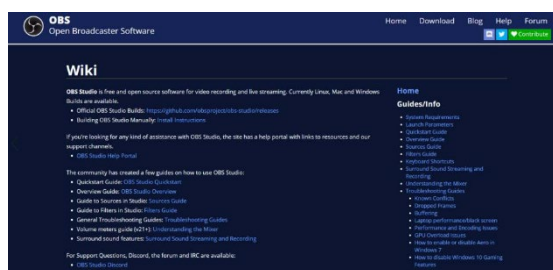 OBS
Open Broadcaster Software
Home Download Blog Help Forum
Contribute
Wiki
OBS Studio is free and open source software for video recording and live streaming. Currently Linux, Mac and Windows
Builds are available.
Official OBS Studio Builds: https://github.com/obsproject/obs-studio/releases
Building OBS Studio Manually: Install Instructions
If you're looking for any kind of assistance with OBS Studio, the site has a help portal with links to resources and our
support channels.
OBS Studio Help Portal
The community has created a few guides on how to use OBS Studio:
Quickstart Guide: OBS Studio Quickstart
Overview Guide: OBS Studio Overview
Guide to Sources in Studio: Sources Guide
Guide to Filters in Studio: Filters Guide
General Troubleshooting Guides: Troubleshooting Guides
Volume meters guide (v21+): Understanding the Mixer
Surround sound features: Surround Sound Streaming and Recording
For Support Questions, Discord, the forum and IRC are available:
OBS Studio Discord
Home
Guides/Info
System Requirements
Launch Parameters
Quickstart Guide
Overview Guide
Sources Guide
Filters Guide
Keyboard Shortcuts
Surround Sound Streaming and
Recording
Understanding the Mixer
Troubleshooting Guides
Known Conflicts
Dropped Frames
Buffering
Laptop performance/black screen
Performance and Encoding Issues
GPU Overload Issues
How to enable or disable Aero in
Windows 7
How to disable Windows 10 Gaming
Features